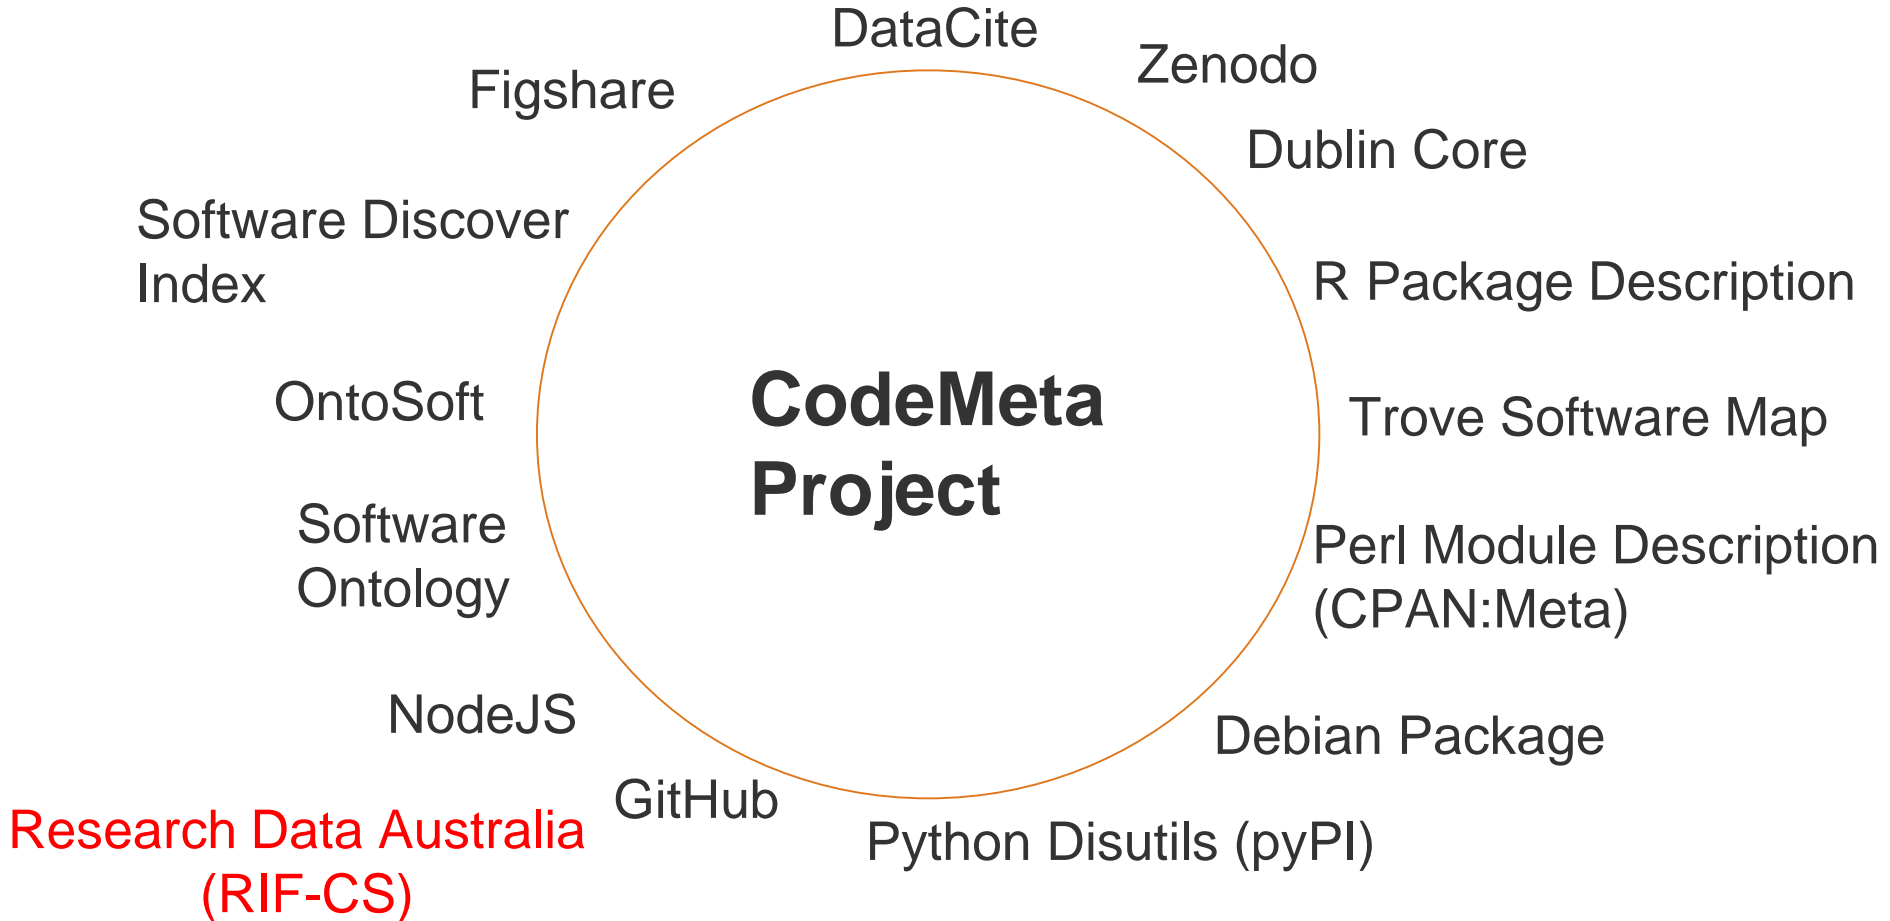 DataCite
Zenodo
Figshare
Dublin Core
Software Discover
Index
R Package Description
OntoSoft
CodeMeta
Project
Trove Software Map
Software
Ontology
Perl Module Description
(CPAN:Meta)
NodeJS
Debian Package
GitHub
Research Data Australia
(RIF-CS)
Python Disutils (pyPI)